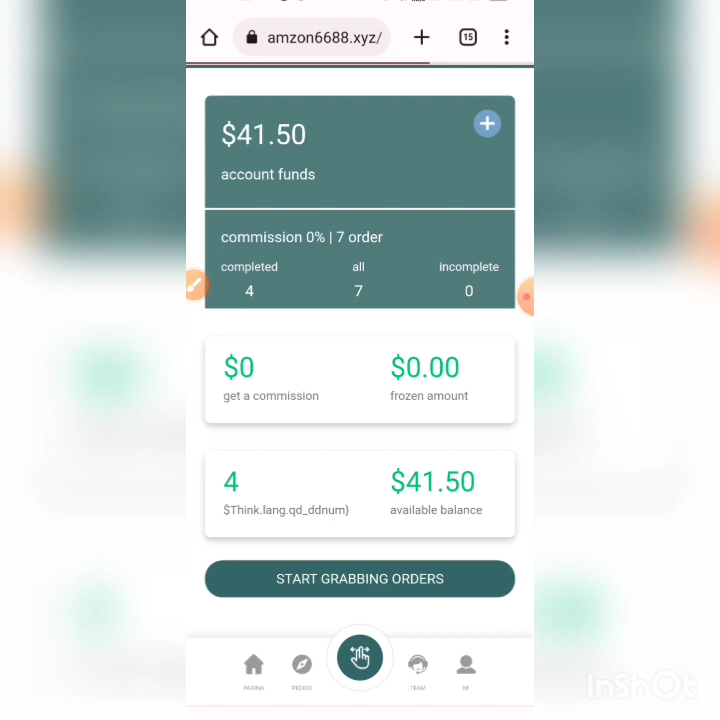 amzon6688.xyz/
15
$41.50
account funds
commission 0% | 7 order
completed all incomplete
4 7 0
$0 $0.00
get a commission frozen amount
4 $41.50
$Think.lang.qd_ddnum} available balance
START GRABBING ORDERS
PAGINA PEDIDO TEAM
InShOt